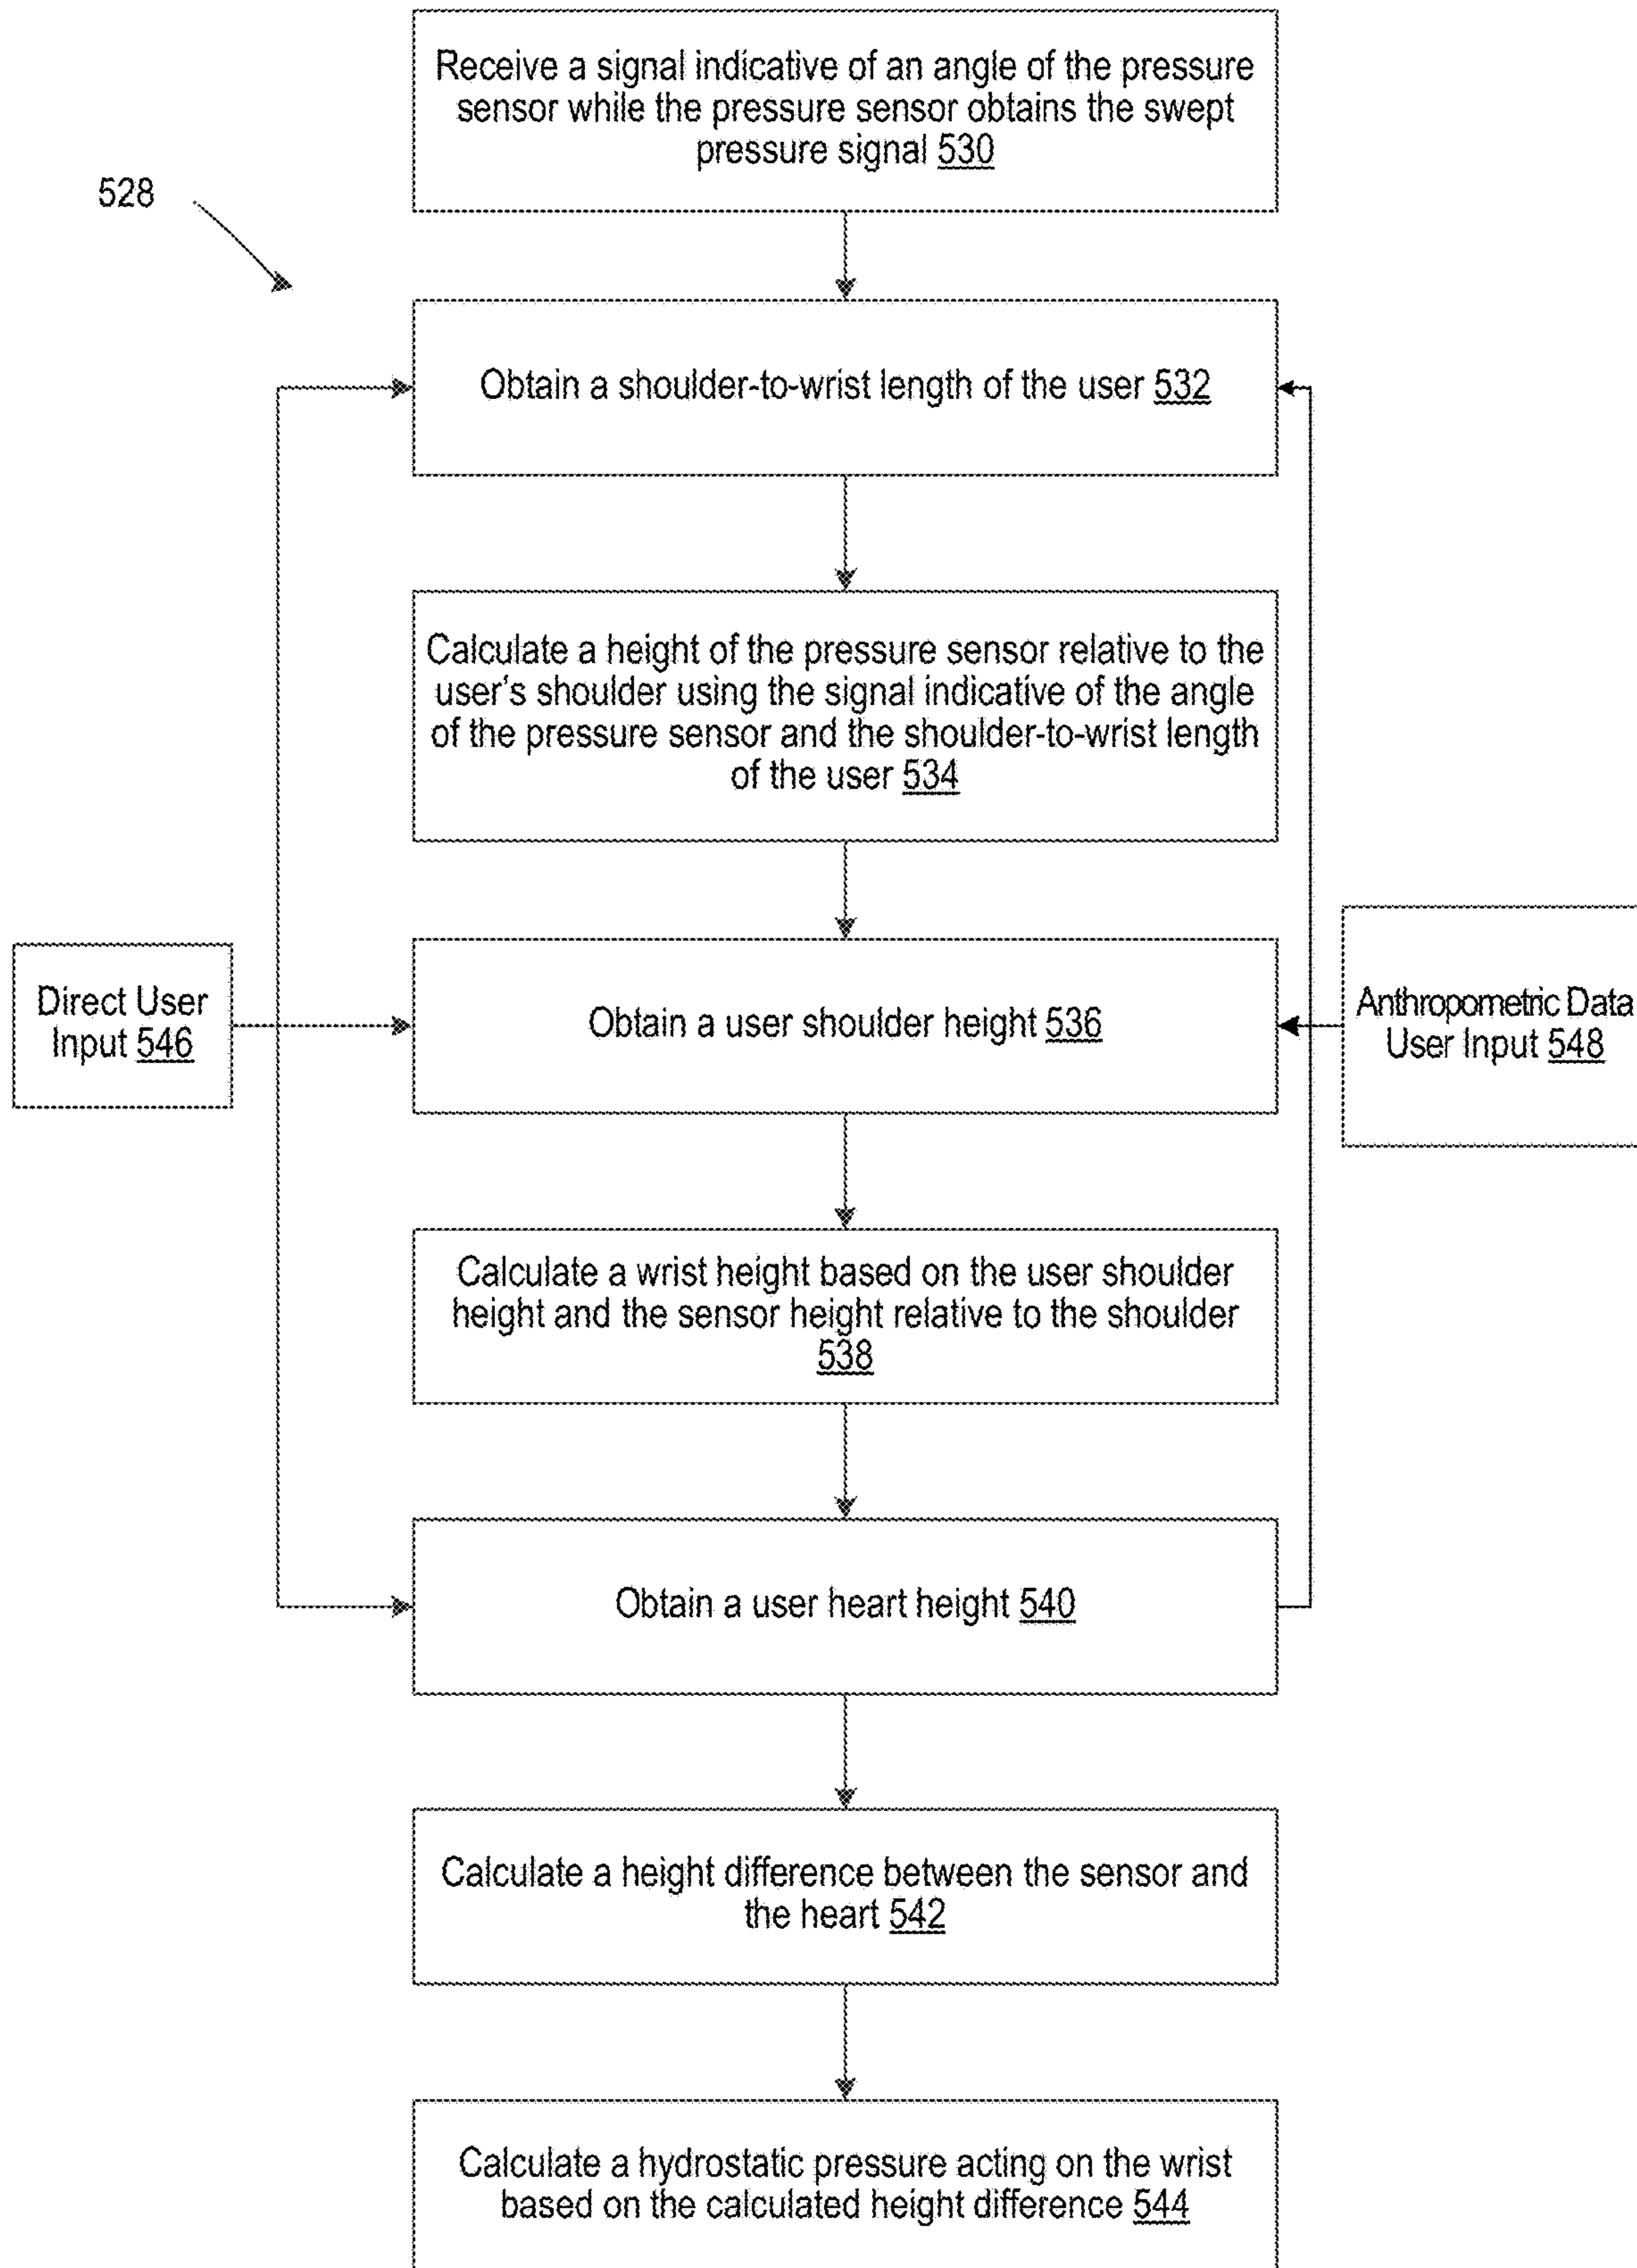 Receive a signal indicative of an angle of the pressure
sensor while the pressure sensor obtains the swept
pressure signal 530
528
Obtain a shoulder-to-wrist length of the user 532
Calculate a height of the pressure sensor relative to the
user's shoulder using the signal indicative of the angle
of the pressure sensor and the shoulder-to-wrist length
of the user 534
Direct User
Input 546
Obtain a user shoulder height 536
Anthropometric Data
User Input 548
Calculate a wrist height based on the user shoulder
height and the sensor height relative to the shoulder
538
Obtain a user heart height 540
Calculate a height difference between the sensor and
the heart 542
Calculate a hydrostatic pressure acting on the wrist
based on the calculated height difference 544